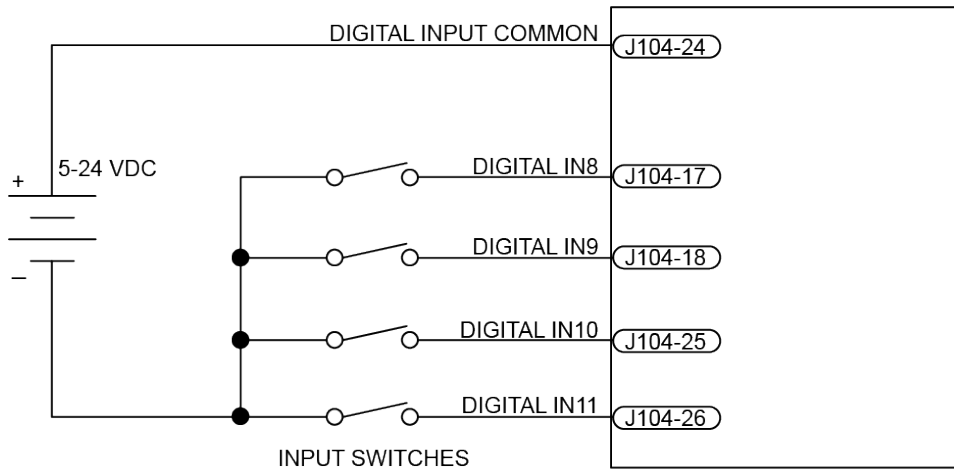 DIGITAL INPUT COMMON
J104-24
5-24 VDC
+
DIGITAL IN8
J104-17
DIGITAL IN9
J104-18
–
DIGITAL IN10
J104-25
DIGITAL IN11
J104-26
INPUT SWITCHES